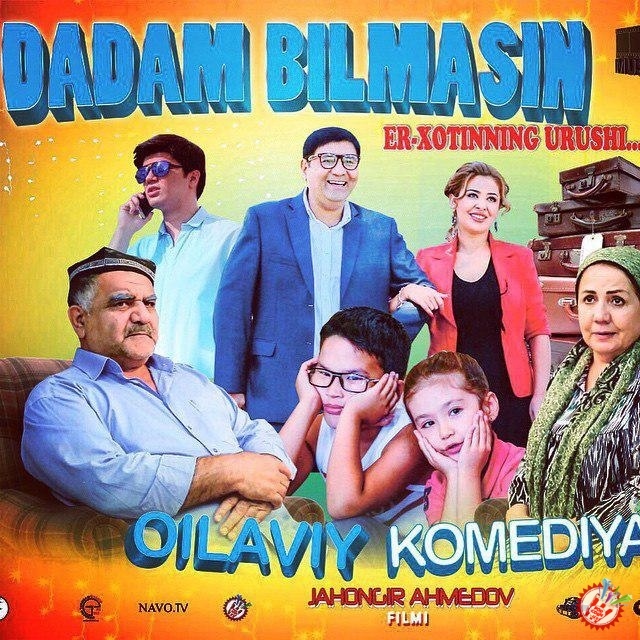 DADAM BILMASIN
ER-XOTINNING URUSHI...
OILAVIY KOMEDIYA
NAVO.TV
JAHONGIR AHMEDOV
FILMI